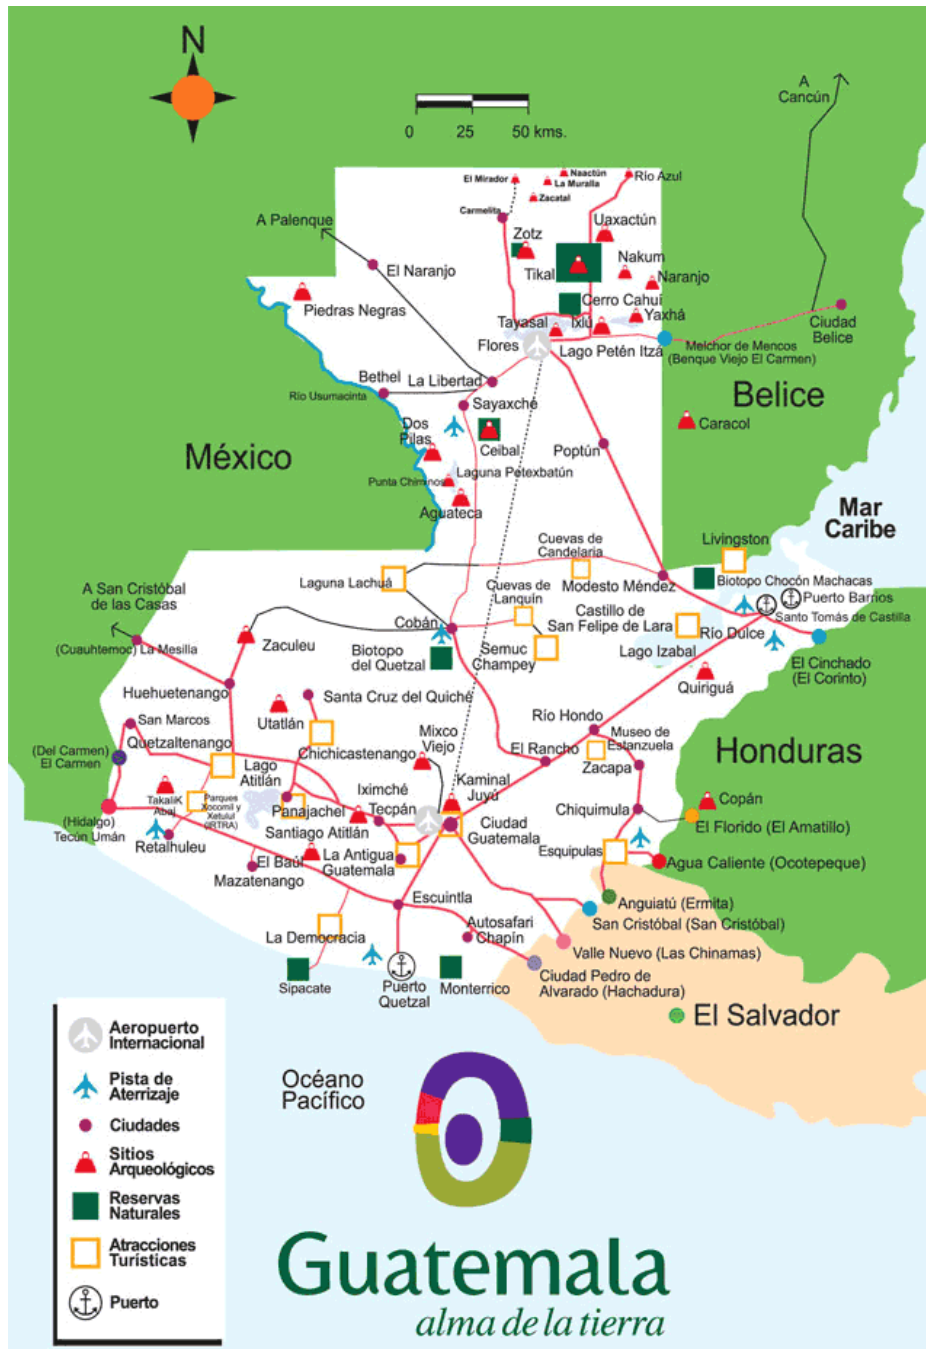 N
A
Cancún
0 25 50 kms.
El Mirador
Naactún
La Muralla
Río Azul
Zacatal
Carmelita
A Palenque
Uaxactún
Zotz
El Naranjo
Tikal
Nakum
Naranjo
Piedras Negras
Cerro Cahuí
Yaxhá
Tayasal
Ixlú
Ciudad
Belice
Flores
Lago Petén Itzá
Melchor de Mencos
(Benque Viejo El Carmen)
Bethel
La Libertad
Río Usumacinta
Sayaxché
Belice
Dos
Pilas
Ceibal
Caracol
Poptún
México
Laguna Petexbatún
Punta Chiminos
Aguateca
Mar
Caribe
Cuevas de
Candelaria
Livingston
Laguna Lachuá
Modesto Méndez
Biotopo Chocón Machacas
A San Cristóbal
de las Casas
Cuevas de
Lanquín
Puerto Barrios
Santo Tomás de Castilla
Castillo de
San Felipe de Lara
Cobán
Río Dulce
(Cuauhtemoc) La Mesilla
Zaculeu
Biotopo
del Quetzal
Semuc
Champey
Lago Izabal
El Cinchado
(El Corinto)
Quiriguá
Huehuetenango
Santa Cruz del Quiché
San Marcos
Utatlán
Río Hondo
Quetzaltenango
Chichicastenango
Mixco
Viejo
Museo de
Estanzuela
(Del Carmen)
El Carmen
El Rancho
Honduras
Lago
Atitlán
Zacapa
Kaminal
Juyú
Iximché
Tecpán
Takalik
Abaj
Parques
Xocomil y
Xetulul
(IRTRA)
Panajachel
Copán
Chiquimula
(Hidalgo)
Tecún Umán
Santiago Atitlán
Ciudad
Guatemala
El Florido (El Amatillo)
Retalhuleu
El Baúl
La Antigua
Guatemala
Esquipulas
Agua Caliente (Ocotepeque)
Mazatenango
Escuintla
Anguiatú (Ermita)
San Cristóbal (San Cristóbal)
Autosafari
Chapín
La Democracia
Valle Nuevo (Las Chinamas)
Ciudad Pedro de
Alvarado (Hachadura)
Sipacate
Puerto
Quetzal
Monterrico
El Salvador
Aeropuerto
Internacional
Pista de
Aterrizaje
Ciudades
Sitios
Arqueológicos
Reservas
Naturales
Atracciones
Turísticas
Puerto
Océano
Pacífico
Guatemala
alma de la tierra